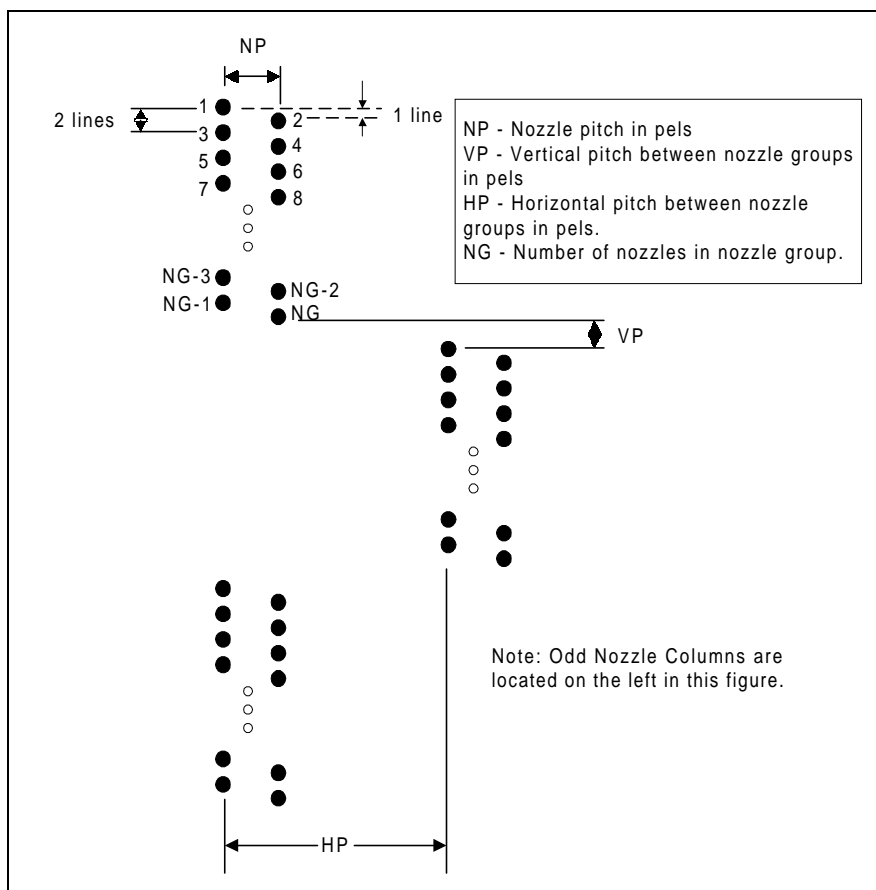 NP
1
2 lines
2
1 line
3
4
5
6
7
8
NP - Nozzle pitch in pels
VP - Vertical pitch between nozzle groups
in pels
HP - Horizontal pitch between nozzle
groups in pels.
NG - Number of nozzles in nozzle group.
NG-3
NG-2
NG-1
NG
VP
Note: Odd Nozzle Columns are
located on the left in this figure.
HP